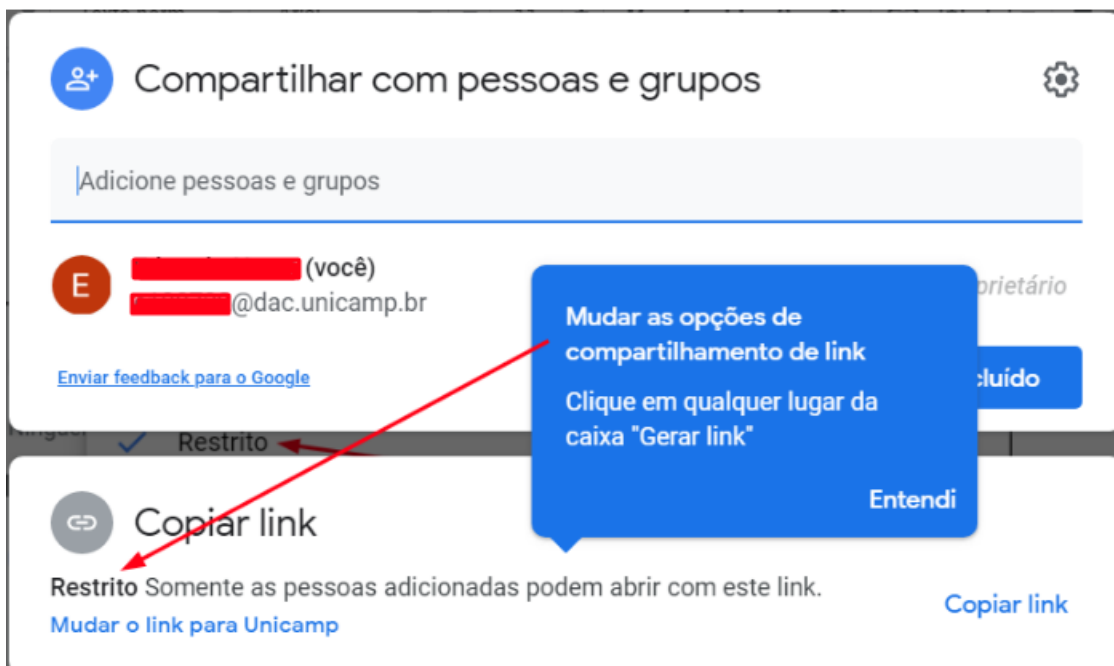 Compartilhar com pessoas e grupos
Adicione pessoas e grupos
E
(você)
@dac.unicamp.br
Mudar as opções de
compartilhamento de link
Clique em qualquer lugar da
caixa "Gerar link"
Entendi
Enviar feedback para o Google
Restrito
Copiar link
Restrito Somente as pessoas adicionadas podem abrir com este link.
Mudar o link para Unicamp
Copiar link